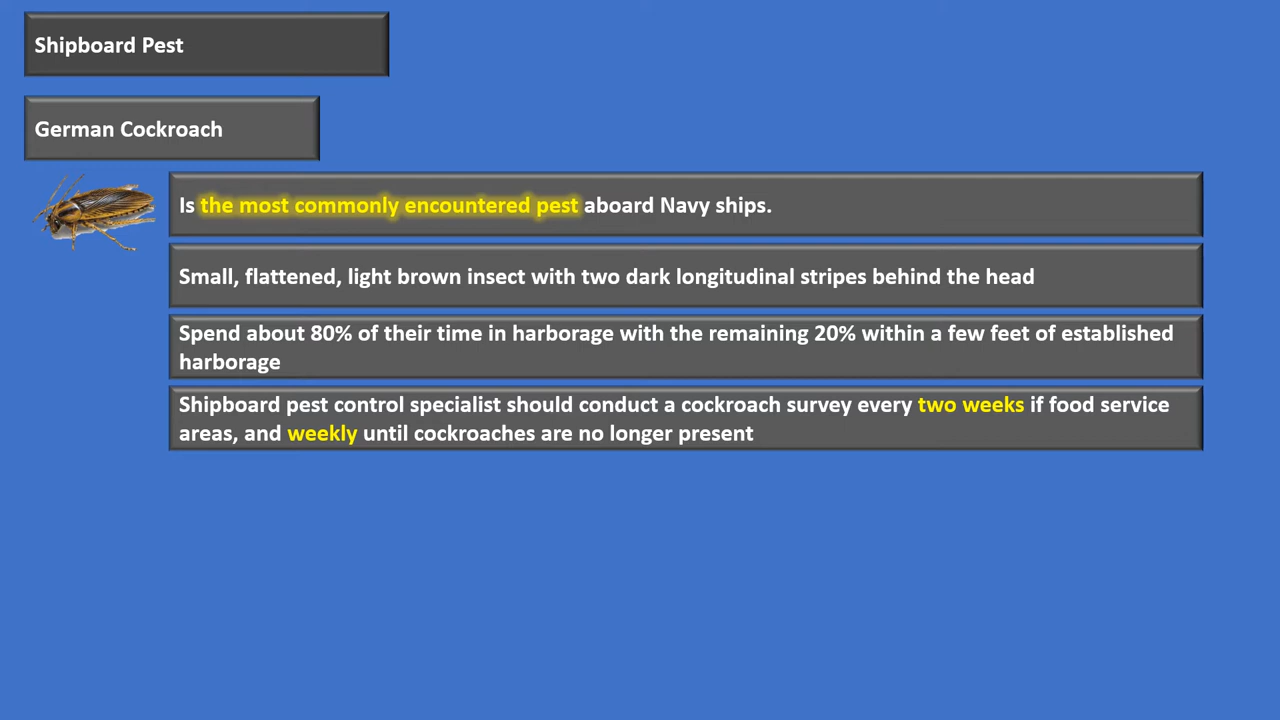 Shipboard Pest
German Cockroach
Is the most commonly encountered pest aboard Navy ships.
Small, flattened, light brown insect with two dark longitudinal stripes behind the head
Spend about 80% of their time in harborage with the remaining 20% within a few feet of established
harborage
Shipboard pest control specialist should conduct a cockroach survey every two weeks if food service
areas, and weekly until cockroaches are no longer present